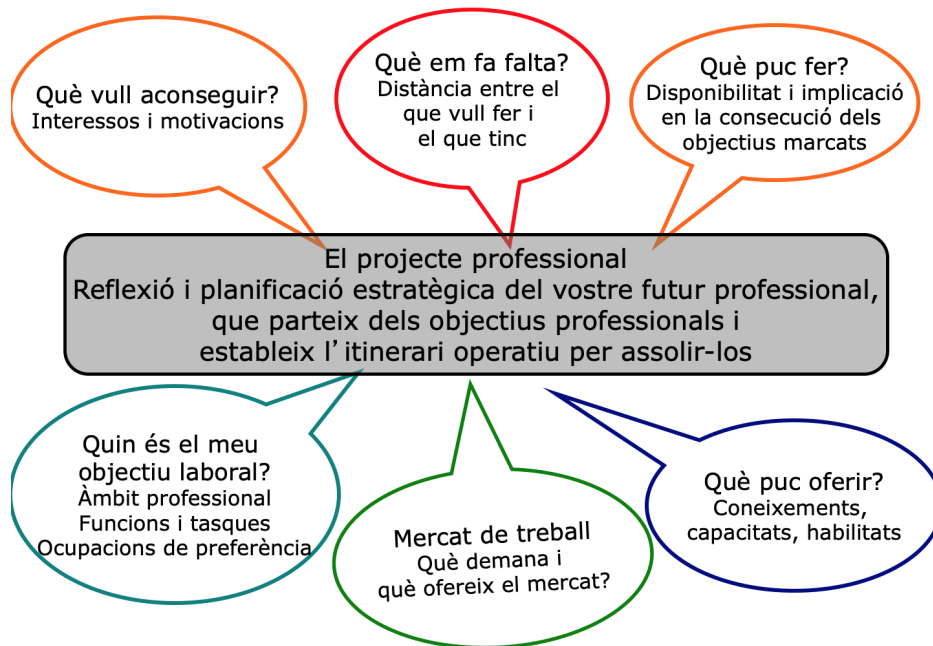 Què vull aconseguir?
Interessos i motivacions
Què em fa falta?
Distància entre el
que vull fer i
el que tinc
Què puc fer?
Disponibilitat i implicació
en la consecució dels
objectius marcats
El projecte professional
Reflexió i planificació estratègica del vostre futur professional,
que parteix dels objectius professionals i
estableix l’itinerari operatiu per assolir-los
Quin és el meu
objectiu laboral?
Àmbit professional
Funcions i tasques
Ocupacions de preferència
Mercat de treball
Què demana i
què ofereix el mercat?
Què puc oferir?
Coneixements,
capacitats, habilitats